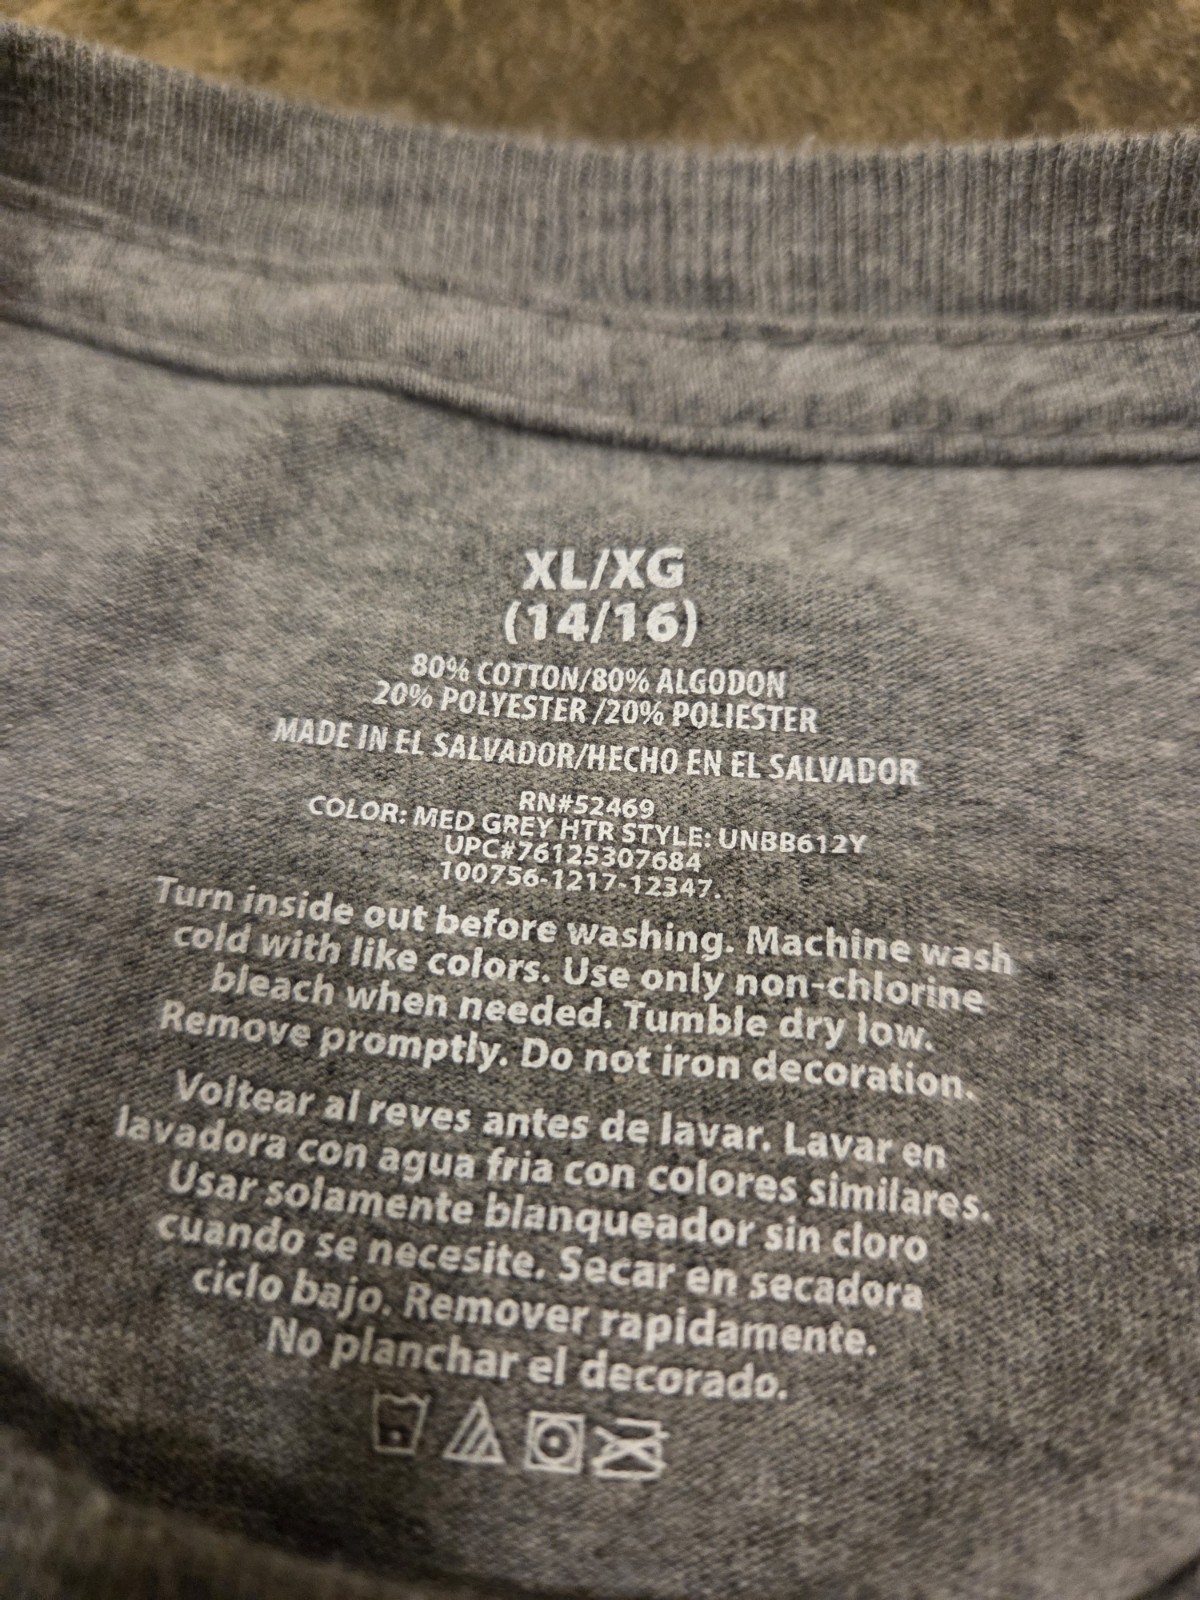 XL/XG
(14/16)
80% COTTON/80% ALGODON
20% POLYESTER /20% POLIESTER
MADE IN EL SALVADOR/HECHO EN EL SALVADOR
RN#52469
COLOR: MED GREY HTR STYLE: UNBB612Y
UPC#76125307684
100756-1217-12347.
Turn inside out before washing. Machine wash
cold with like colors. Use only non-chlorine
bleach when needed. Tumble dry low.
Remove promptly. Do not iron decoration.
Voltear al reves antes de lavar. Lavar en
lavadora con agua fria con colores similares.
Usar solamente blanqueador sin cloro
cuando se necesite. Secar en secadora
ciclo bajo. Remover rapidamente.
No planchar el decorado.